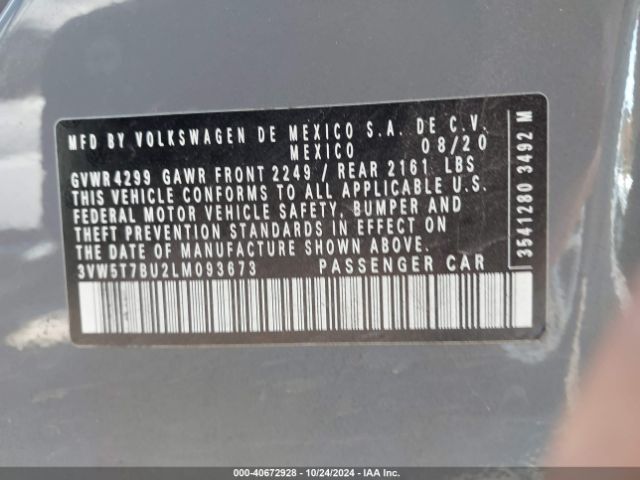 MFD BY VOLKSWAGEN DE MEXICO S.A. DE C.V.
MEXICO 08/20
GVWR4299 GAWR FRONT 2249 / REAR 2161 LBS
THIS VEHICLE CONFORMS TO ALL APPLICABLE U.S.
FEDERAL MOTOR VEHICLE SAFETY, BUMPER AND
THEFT PREVENTION STANDARDS IN EFFECT ON
THE DATE OF MANUFACTURE SHOWN ABOVE.
3VW5T7BU2LM093673 PASSENGER CAR
3541280 3492 M
000-40672928 - 10/24/2024 - IAA Inc.